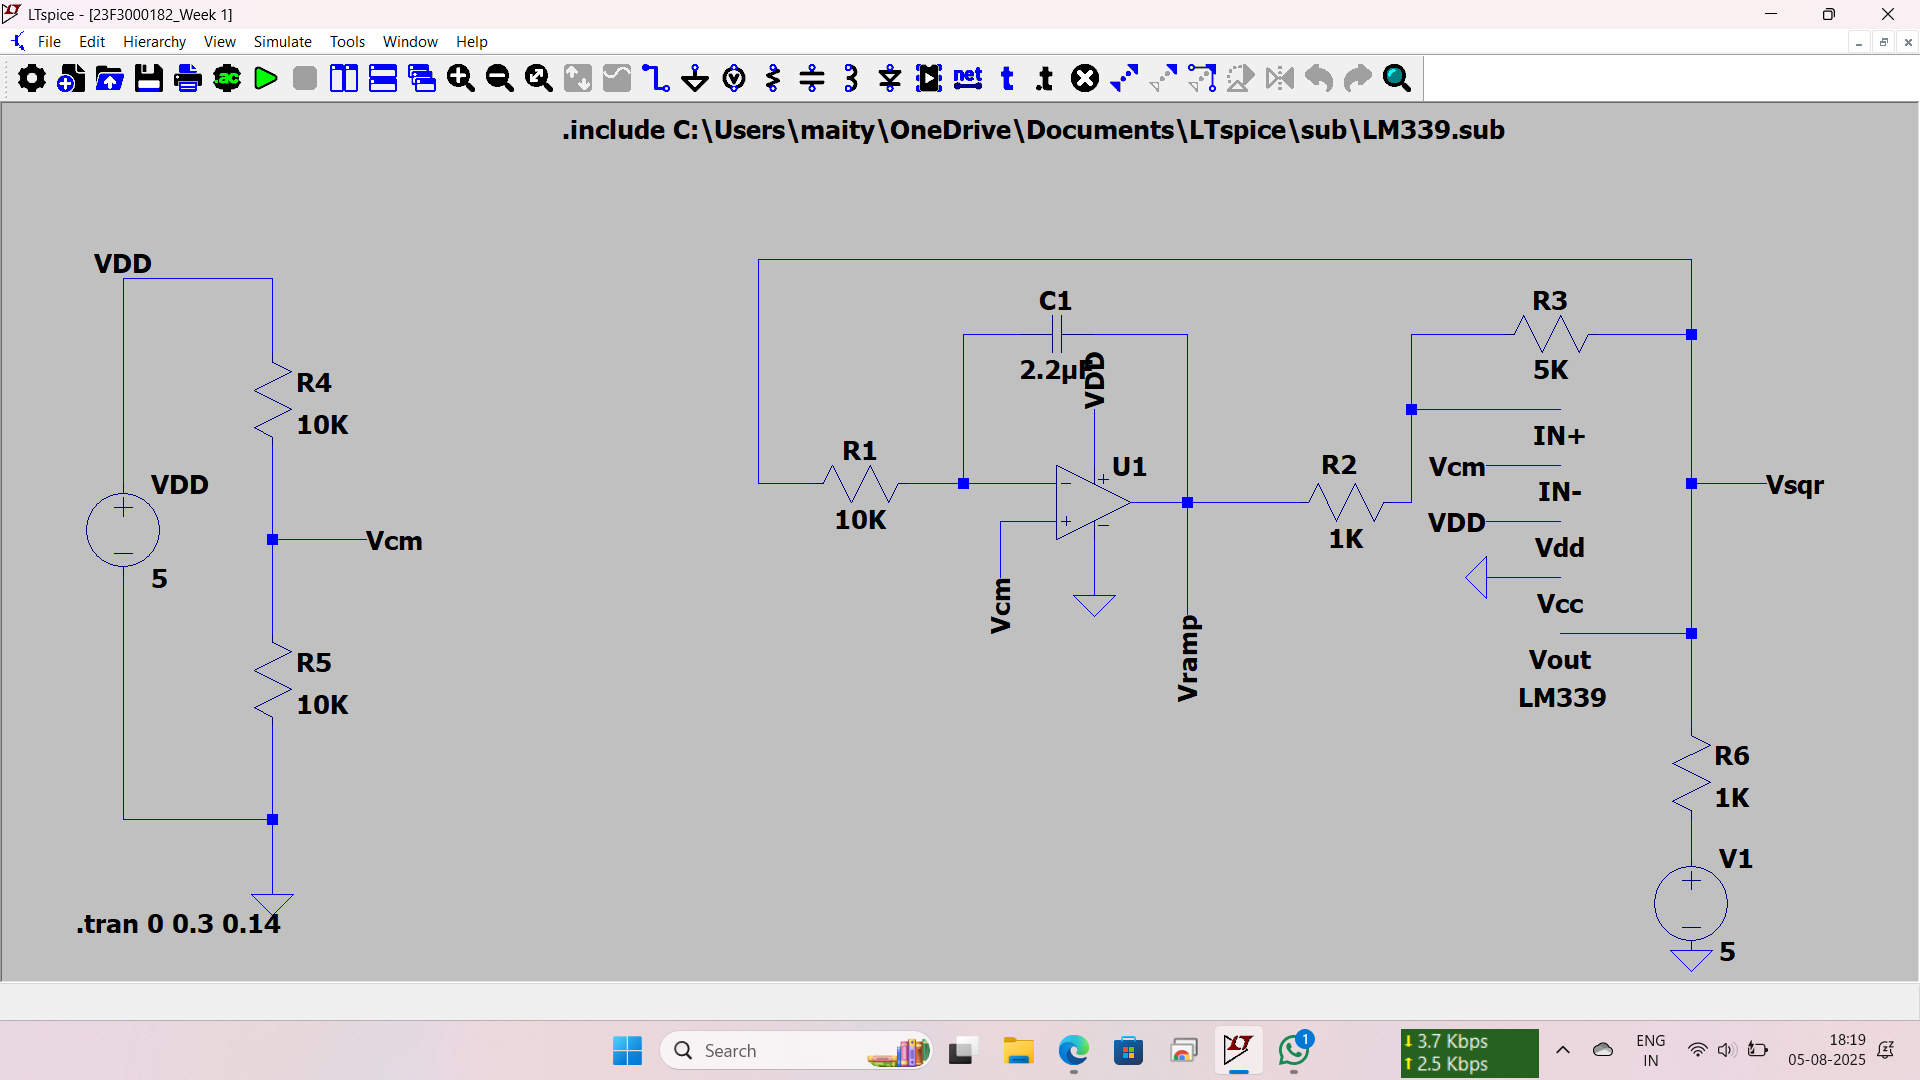 LTspice - [23F3000182_Week 1]
File Edit Hierarchy View Simulate Tools Window Help
.ac
net
t
.t
.include C:\Users\maity\OneDrive\Documents\LTspice\sub\LM339.sub
VDD
R4
10K
VDD
5
Vcm
R5
10K
.tran 0 0.3 0.14
C1
2.2µF
VDD
R1
10K
U1
Vcm
Vramp
R2
1K
R3
5K
IN+
Vcm
IN-
VDD
Vdd
Vcc
Vout
LM339
Vsqr
R6
1K
V1
5
Search
1
3.7 Kbps
2.5 Kbps
ENG
IN
18:19
05-08-2025